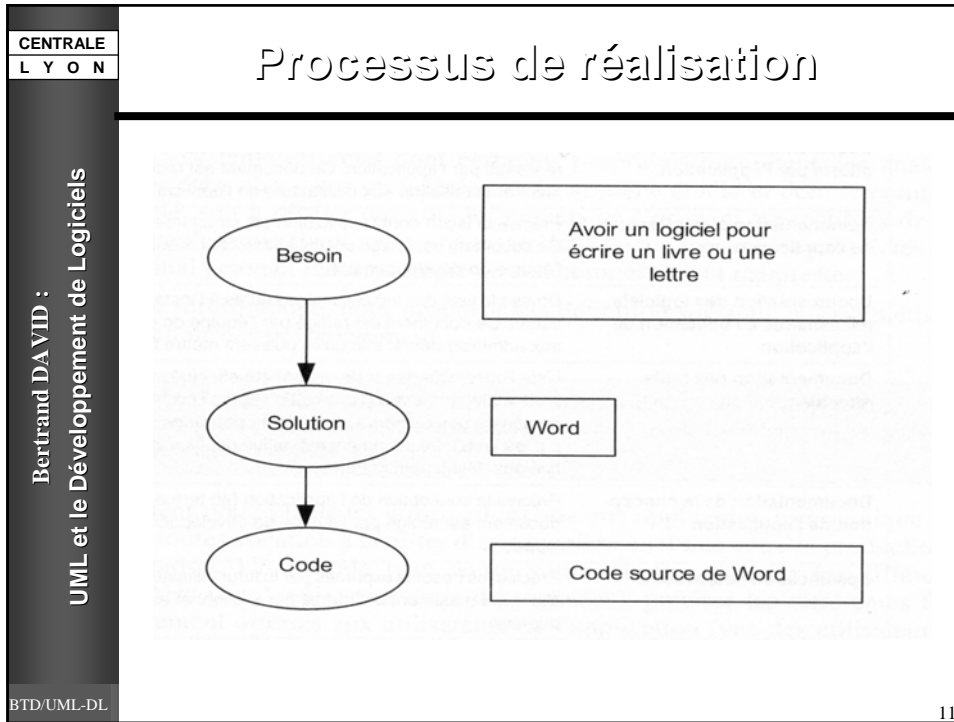 CENTRALE
L Y O N
Processus de réalisation
Bertrand DAVID :
UML et le Développement de Logiciels
Besoin
Avoir un logiciel pour
écrire un livre ou une
lettre
Solution
Word
Code
Code source de Word
BTD/UML-DL
11